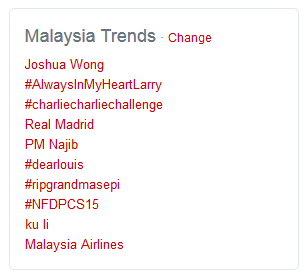 Malaysia Trends · Change
Joshua Wong
#AlwaysInMyHeartLarry
#charliecharliechallenge
Real Madrid
PM Najib
#dearlouis
#ripgrandmasepi
#NFDPCS15
ku li
Malaysia Airlines